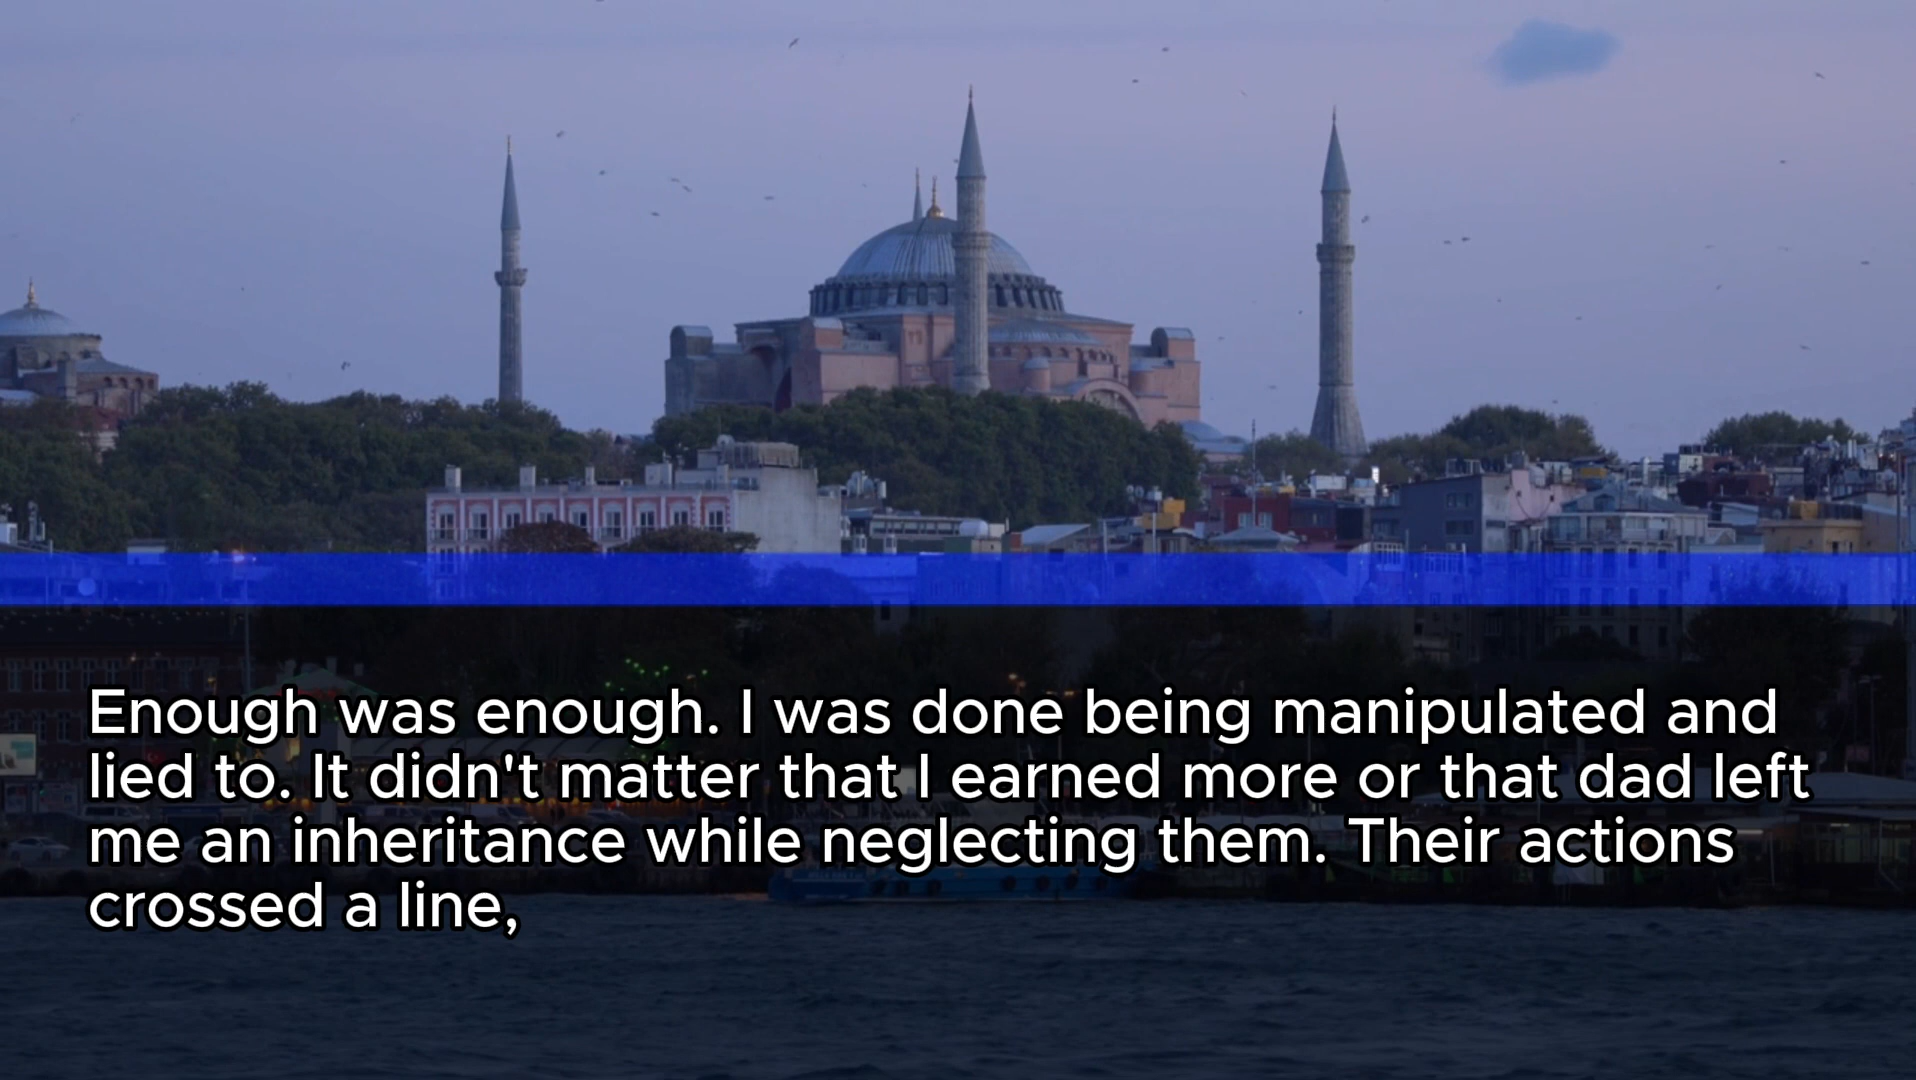 Enough was enough. I was done being manipulated and
lied to. It didn't matter that I earned more or that dad left
me an inheritance while neglecting them. Their actions
crossed a line,